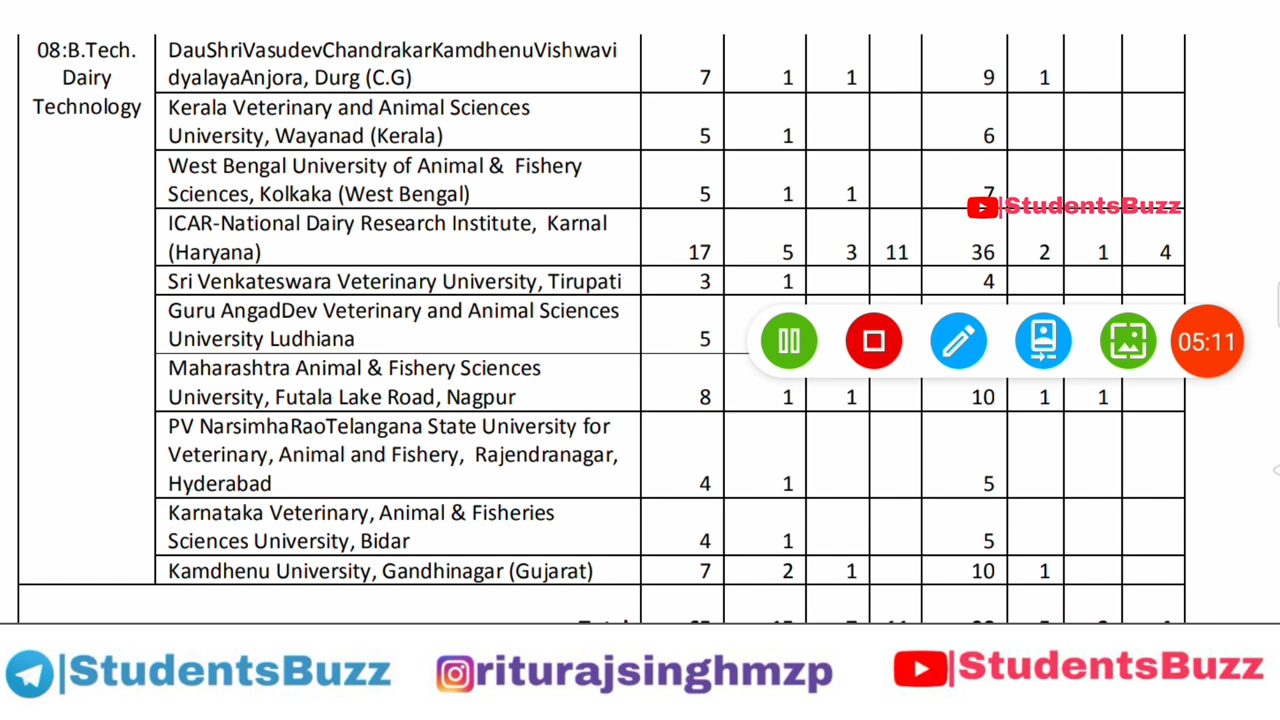 08:B.Tech.
Dairy
Technology
DauShriVasudevChandrakarKamdhenuVishwavi
dyalayaAnjora, Durg (C.G) 7 1 1 9 1
Kerala Veterinary and Animal Sciences
University, Wayanad (Kerala) 5 1 6
West Bengal University of Animal & Fishery
Sciences, Kolkaka (West Bengal) 5 1 1 7
|StudentsBuzz
ICAR-National Dairy Research Institute, Karnal
(Haryana) 17 5 3 11 36 2 1 4
Sri Venkateswara Veterinary University, Tirupati 3 1 4
Guru AngadDev Veterinary and Animal Sciences
University Ludhiana 5
05:11
Maharashtra Animal & Fishery Sciences
University, Futala Lake Road, Nagpur 8 1 1 10 1 1
PV NarsimhaRaoTelangana State University for
Veterinary, Animal and Fishery, Rajendranagar,
Hyderabad 4 1 5
Karnataka Veterinary, Animal & Fisheries
Sciences University, Bidar 4 1 5
Kamdhenu University, Gandhinagar (Gujarat) 7 2 1 10 1
|StudentsBuzz
riturajsinghmzp
|StudentsBuzz